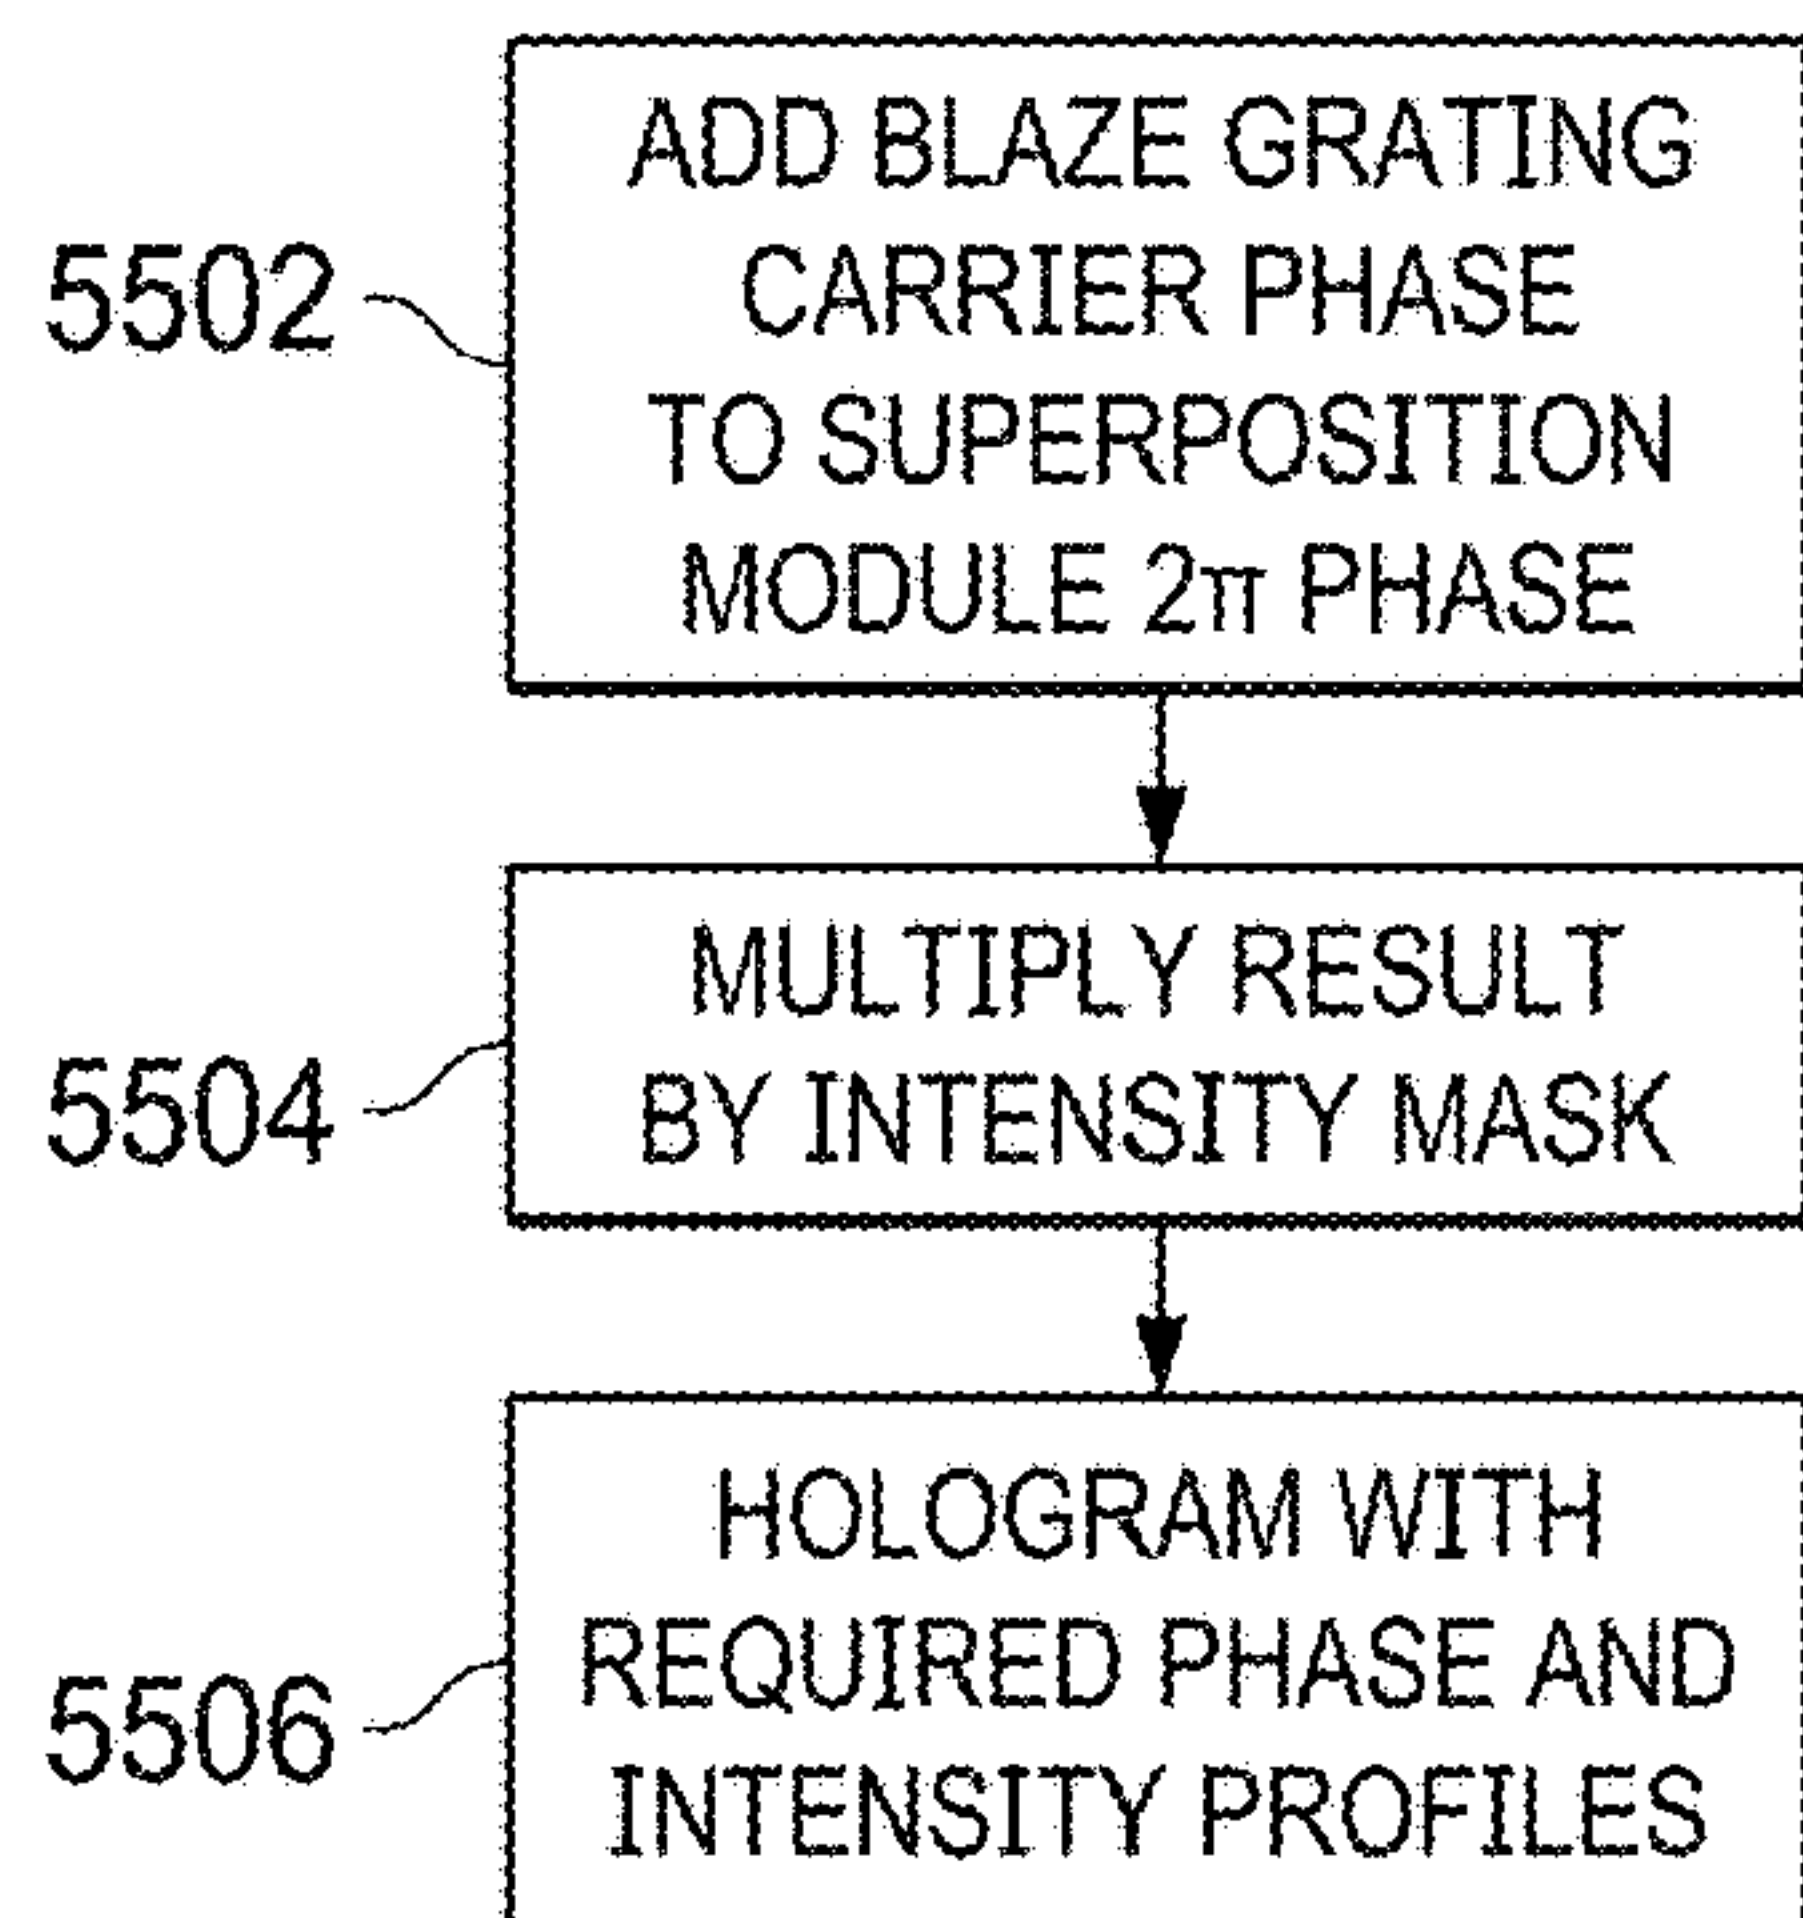 ADD BLAZE GRATING
CARRIER PHASE
5502
TO SUPERPOSITION
MODULE 2π PHASE
MULTIPLY RESULT
5504
BY INTENSITY MASK
HOLOGRAM WITH
5506
REQUIRED PHASE AND
INTENSITY PROFILES